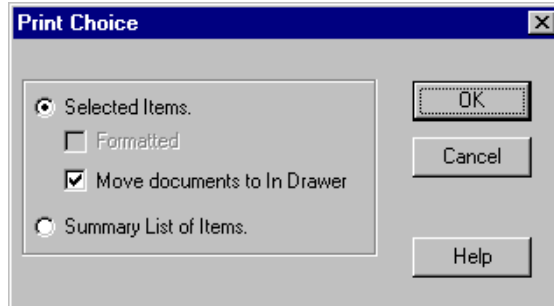 Print Choice
Selected Items.
Formatted
Move documents to In Drawer
Summary List of Items.
OK
Cancel
Help